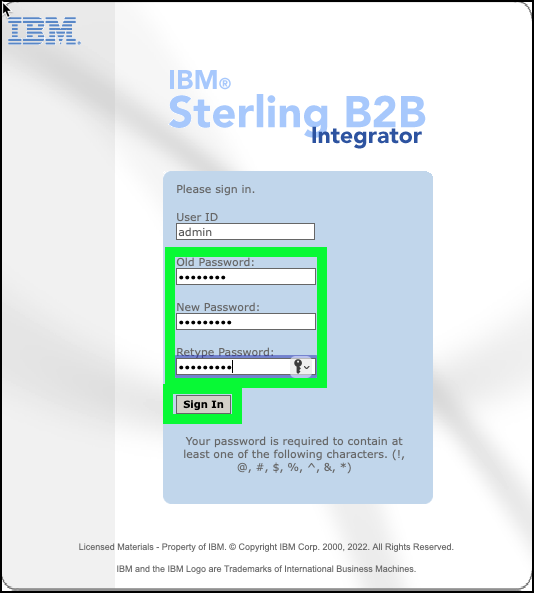 IBM®
IBM®
Sterling B2B
Integrator
Please sign in.
User ID
admin
Old Password:
••••••••
New Password:
•••••••••
Retype Password:
•••••••••
Sign In
Your password is required to contain at
least one of the following characters. (!,
@, #, $, %, ^, &, *)
Licensed Materials - Property of IBM. © Copyright IBM Corp. 2000, 2022. All Rights Reserved.
IBM and the IBM Logo are Trademarks of International Business Machines.